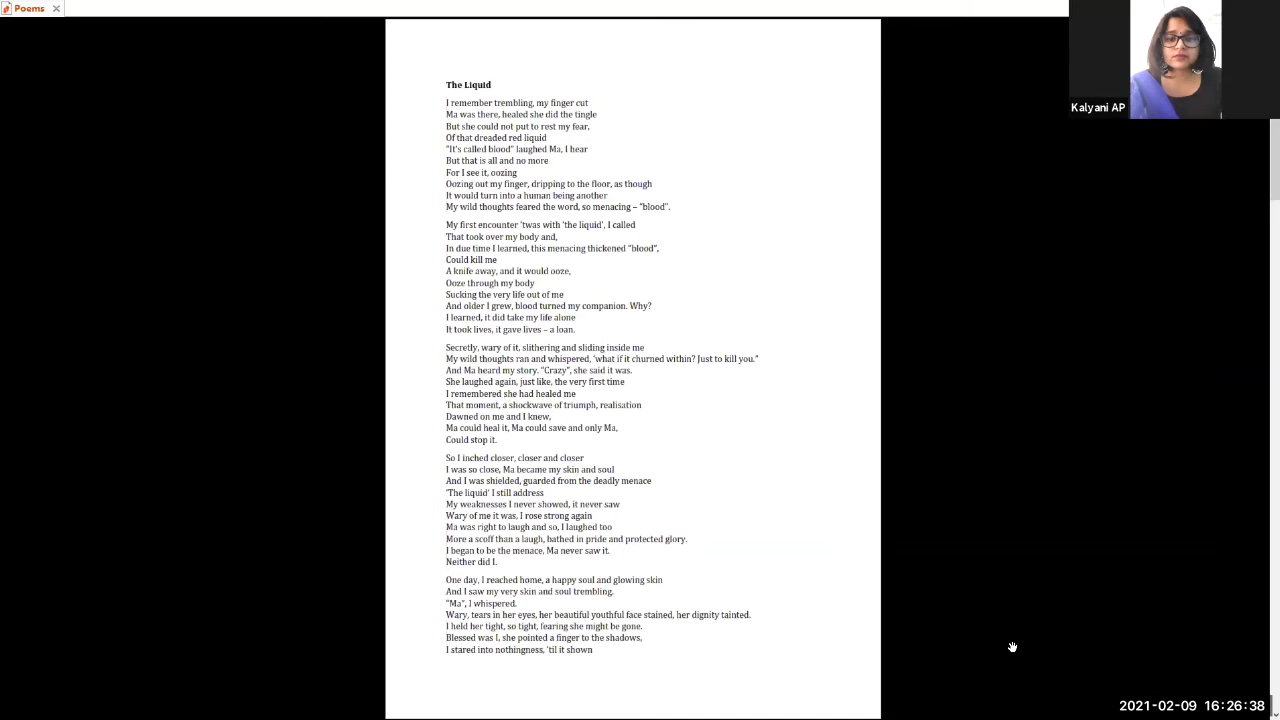 Poems
Kalyani AP
The Liquid
I remember trembling, my finger cut
Ma was there, healed she did the tingle
But she could not put to rest my fear,
Of that dreaded red liquid
"It's called blood" laughed Ma, I hear
But that is all and no more
For I see it, oozing
Oozing out my finger, dripping to the floor, as though
It would turn into a human being another
My wild thoughts feared the word, so menacing – "blood".
My first encounter 'twas with 'the liquid', I called
That took over my body and,
In due time I learned, this menacing thickened "blood",
Could kill me
A knife away, and it would ooze,
Ooze through my body
Sucking the very life out of me
And older I grew, blood turned my companion. Why?
I learned, it did take my life alone
It took lives, it gave lives – a loan.
Secretly, wary of it, slithering and sliding inside me
My wild thoughts ran and whispered, 'what if it churned within? Just to kill you."
And Ma heard my story. "Crazy", she said it was.
She laughed again, just like, the very first time
I remembered she had healed me
That moment, a shockwave of triumph, realisation
Dawned on me and I knew,
Ma could heal it, Ma could save and only Ma,
Could stop it.
So I inched closer, closer and closer
I was so close, Ma became my skin and soul
And I was shielded, guarded from the deadly menace
'The liquid' I still address
My weaknesses I never showed, it never saw
Wary of me it was, I rose strong again
Ma was right to laugh and so, I laughed too
More a scoff than a laugh, bathed in pride and protected glory.
I began to be the menace, Ma never saw it.
Neither did I.
One day, I reached home, a happy soul and glowing skin
And I saw my very skin and soul trembling.
"Ma", I whispered.
Wary, tears in her eyes, her beautiful youthful face stained, her dignity tainted.
I held her tight, so tight, fearing she might be gone.
Blessed was I, she pointed a finger to the shadows,
I stared into nothingness, 'til it shown
2021-02-09 16:26:38